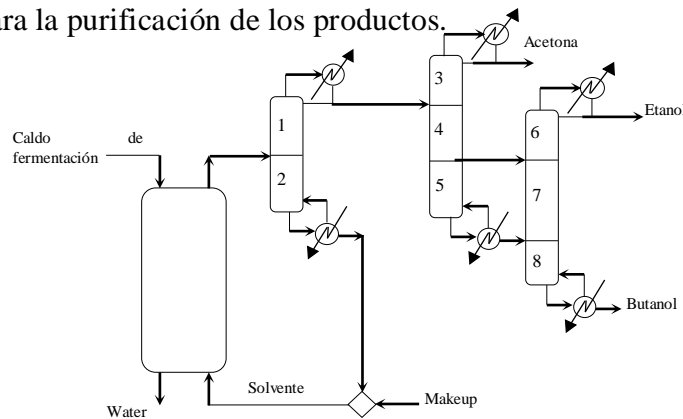 ara la purificación de los productos.
Acetona
3
Etanol
1
4
6
Caldo de
fermentación
2
5
7
8
Butanol
Solvente
Makeup
Water